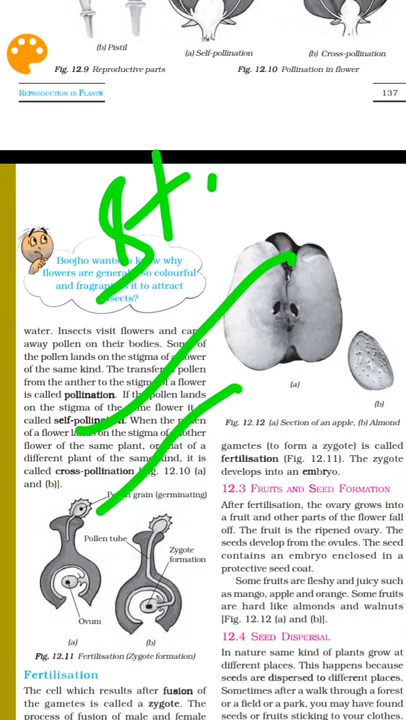 (b) Pistil
(a) Self-pollination
(b) Cross-pollination
Fig. 12.9 Reproductive parts
Fig. 12.10 Pollination in flower
REPRODUCTION IN PLANTS
137
St.
Boojho wants to know why
flowers are generally so colourful
and fragrant. Is it to attract
insects?
water. Insects visit flowers and carry
away pollen on their bodies. Some of
the pollen lands on the stigma of a flower
of the same kind. The transfer of pollen
from the anther to the stigma of a flower
is called pollination. If the pollen lands
on the stigma of the same flower it is
called self-pollination. When the pollen
of a flower lands on the stigma of another
flower of the same plant, or that of a
different plant of the same kind, it is
called cross-pollination [Fig. 12.10 (a)
and (b)].
Pollen grain (germinating)
Pollen tube
Zygote
formation
Ovum
(a)
(b)
Fig. 12.11 Fertilisation (Zygote formation)
Fertilisation
The cell which results after fusion of
the gametes is called a zygote. The
process of fusion of male and female
(a)
(b)
Fig. 12.12 (a) Section of an apple, (b) Almond
gametes (to form a zygote) is called
fertilisation (Fig. 12.11). The zygote
develops into an embryo.
12.3 FRUITS AND SEED FORMATION
After fertilisation, the ovary grows into
a fruit and other parts of the flower fall
off. The fruit is the ripened ovary. The
seeds develop from the ovules. The seed
contains an embryo enclosed in a
protective seed coat.
Some fruits are fleshy and juicy such
as mango, apple and orange. Some fruits
are hard like almonds and walnuts
[Fig. 12.12 (a) and (b)].
12.4 SEED DISPERSAL
In nature same kind of plants grow at
different places. This happens because
seeds are dispersed to different places.
Sometimes after a walk through a forest
or a field or a park, you may have found
seeds or fruits sticking to your clothes.